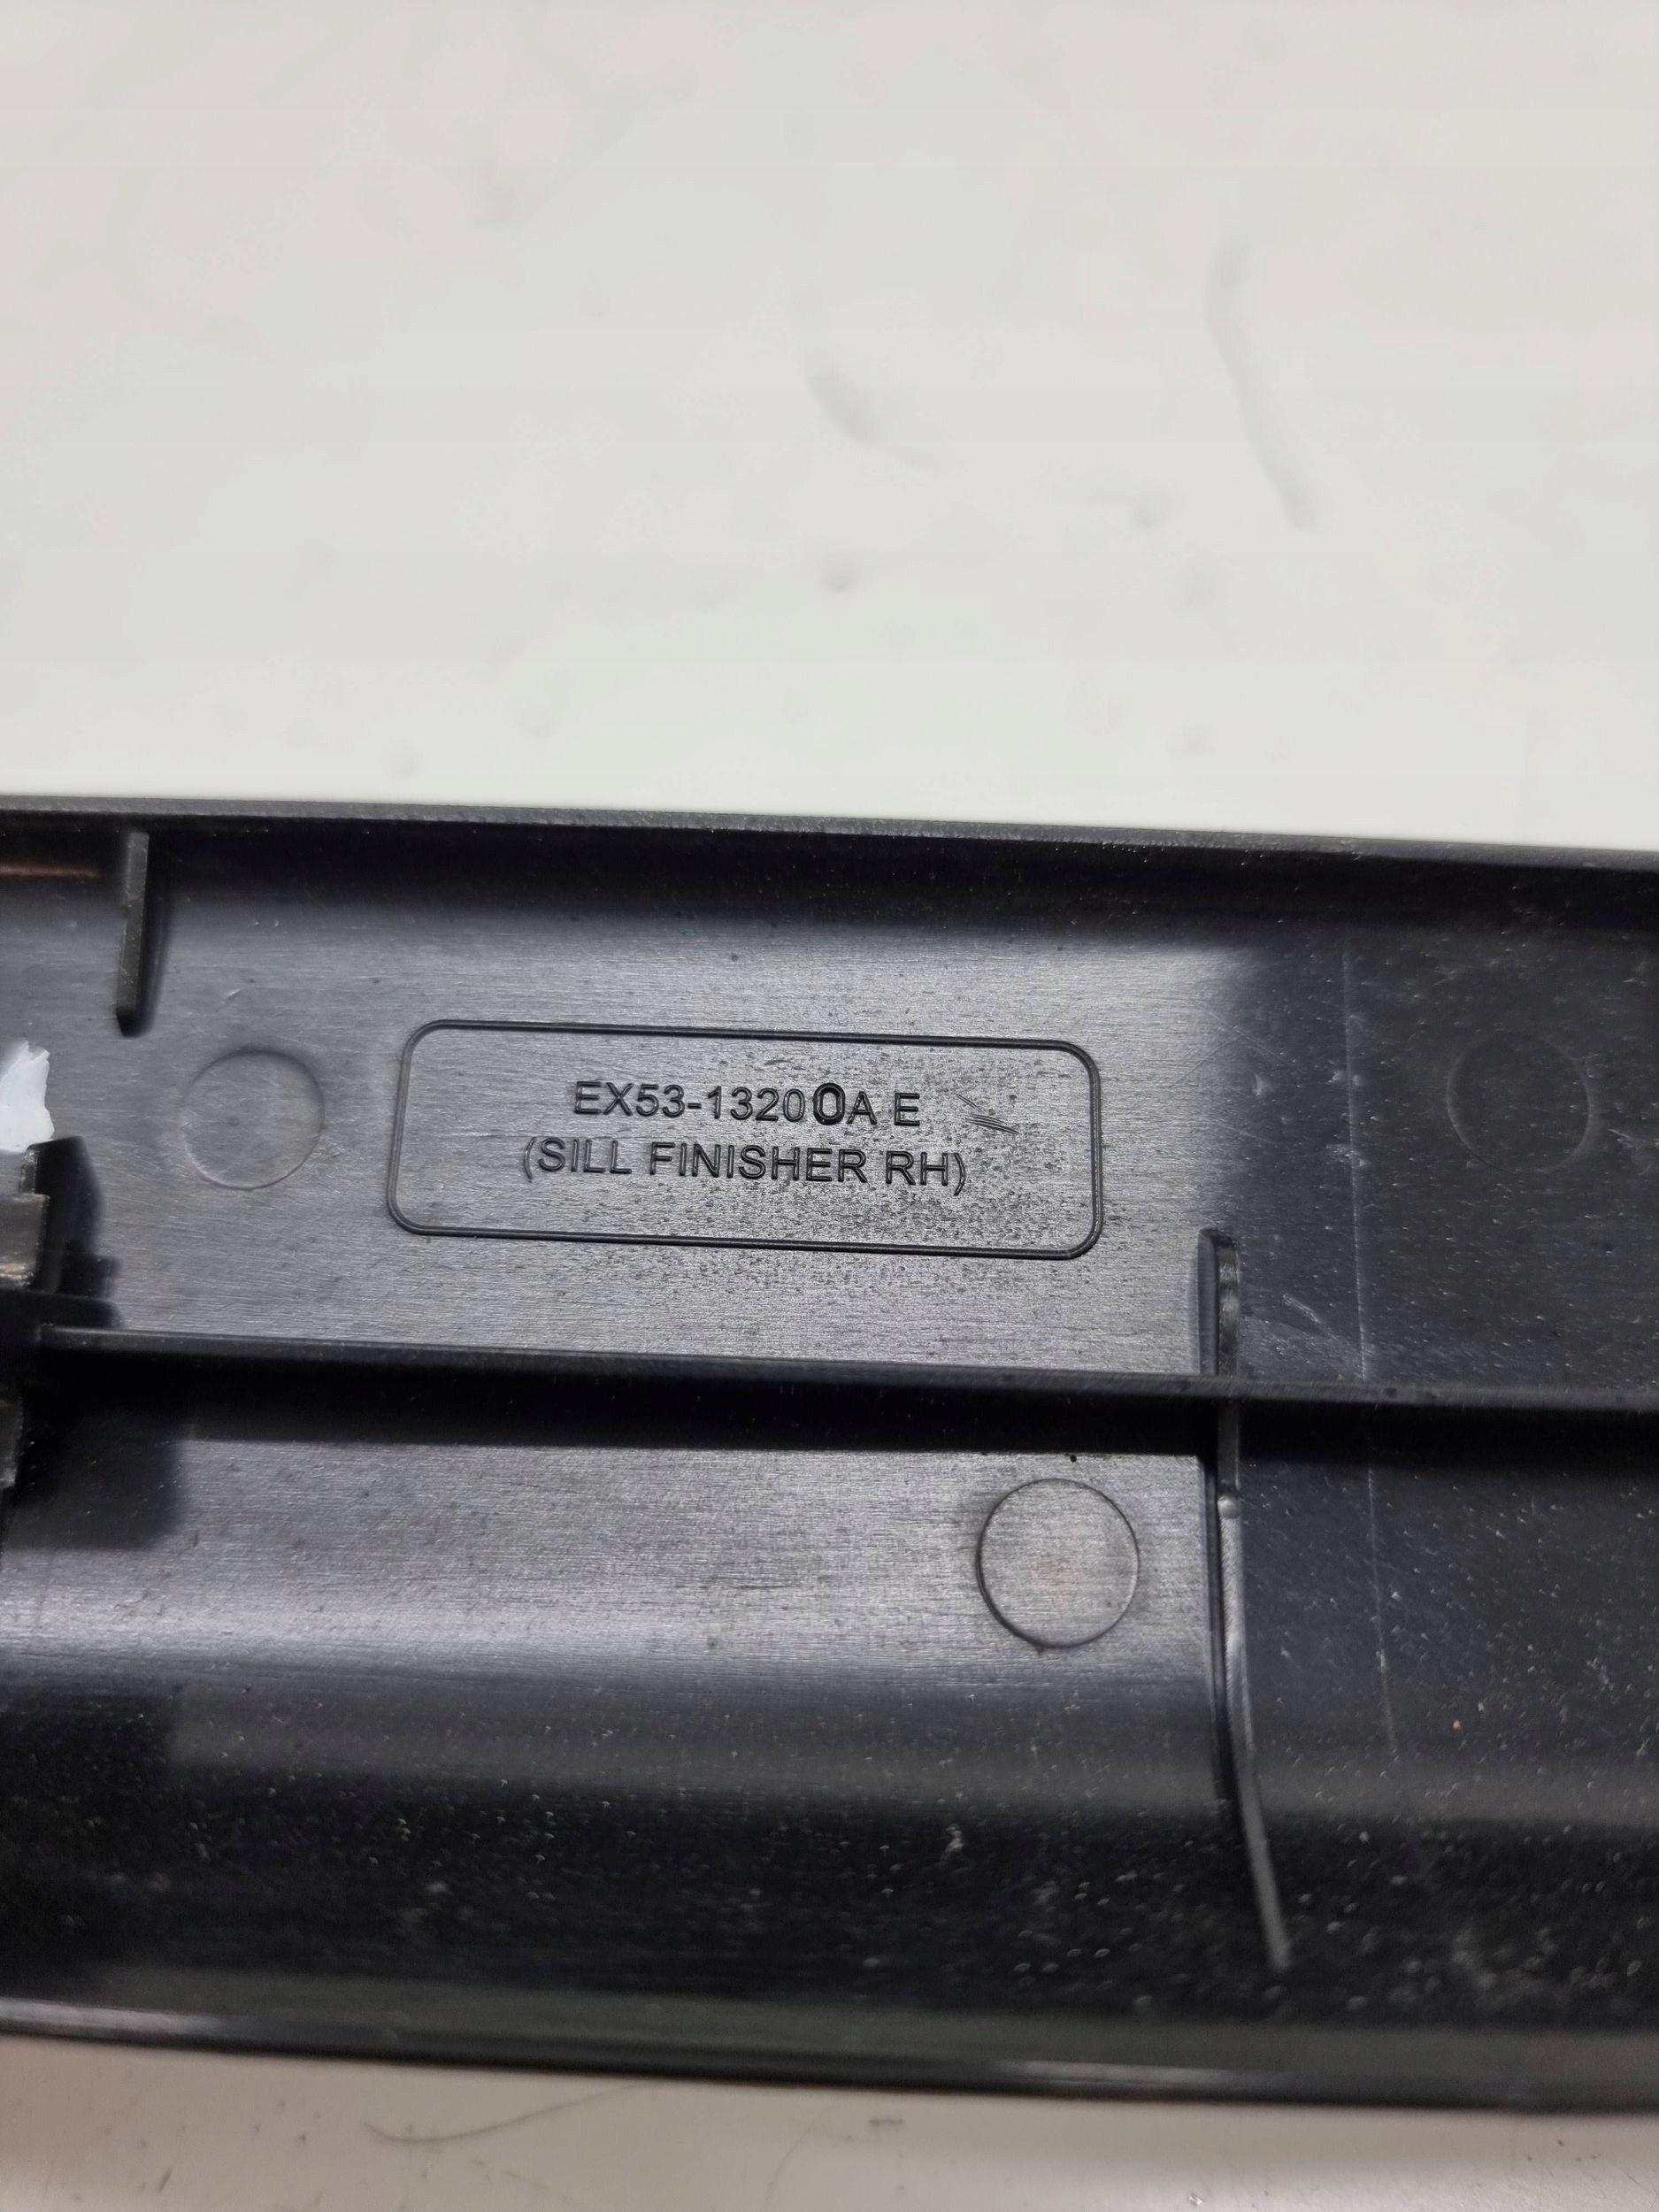 EX53-13200A E
(SILL FINISHER RH)